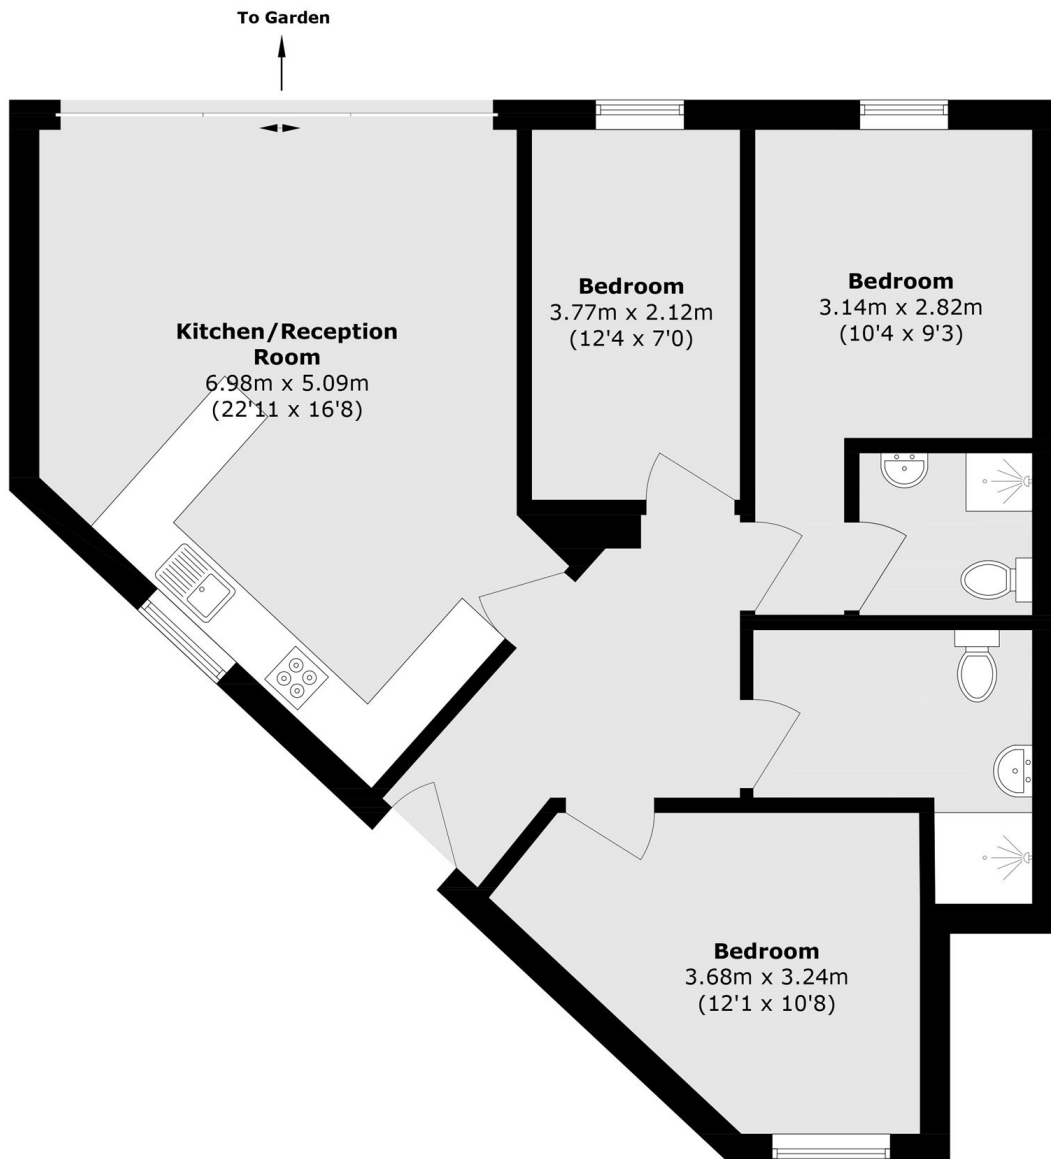 To Garden
Kitchen/Reception
Room
6.98m x 5.09m
(22'11 x 16'8)
Bedroom
3.77m x 2.12m
(12'4 x 7'0)
Bedroom
3.14m x 2.82m
(10'4 x 9'3)
Bedroom
3.68m x 3.24m
(12'1 x 10'8)